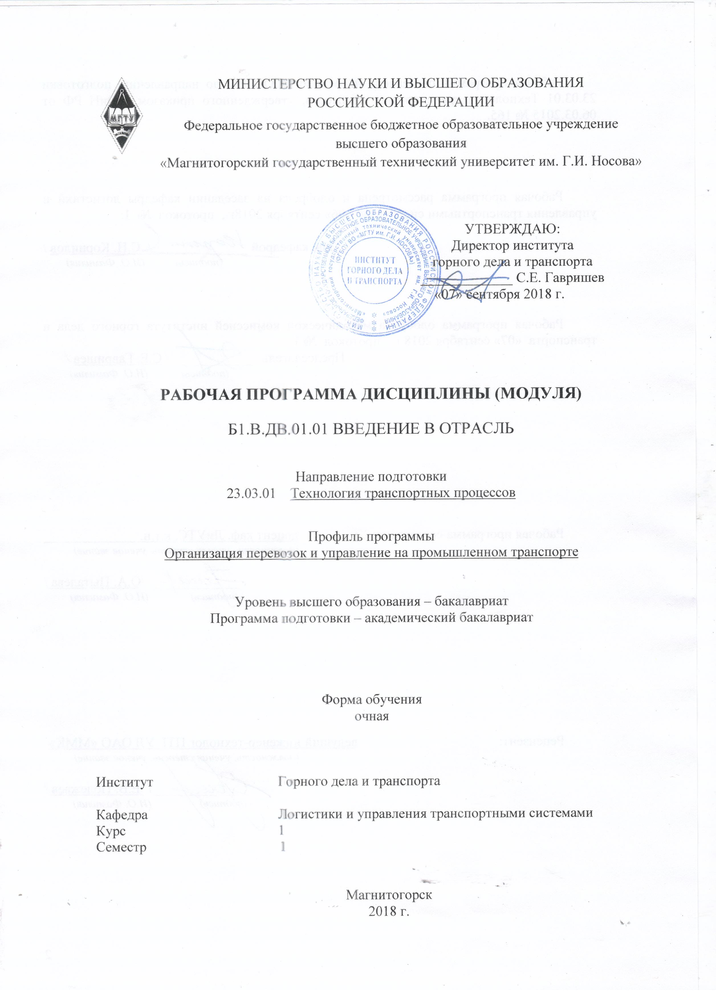 МИНИСТЕРСТВО НАУКИ И ВЫСШЕГО ОБРАЗОВАНИЯ
РОССИЙСКОЙ ФЕДЕРАЦИИ
Федеральное государственное бюджетное образовательное учреждение
высшего образования
«Магнитогорский государственный технический университет им. Г.И. Носова»
МГТУ
УТВЕРЖДАЮ:
Директор института
горного дела и транспорта
С.Е. Гавришев
«07» сентября 2018 г.
ИНСТИТУТ
ГОРНОГО ДЕЛА
И ТРАНСПОРТА
РАБОЧАЯ ПРОГРАММА ДИСЦИПЛИНЫ (МОДУЛЯ)
Б1.В.ДВ.01.01 ВВЕДЕНИЕ В ОТРАСЛЬ
Направление подготовки
23.03.01 Технология транспортных процессов
Профиль программы
Организация перевозок и управление на промышленном транспорте
Уровень высшего образования – бакалавриат
Программа подготовки – академический бакалавриат
Форма обучения
очная
Институт Горного дела и транспорта
Кафедра Логистики и управления транспортными системами
Курс 1
Семестр 1
Магнитогорск
2018 г.